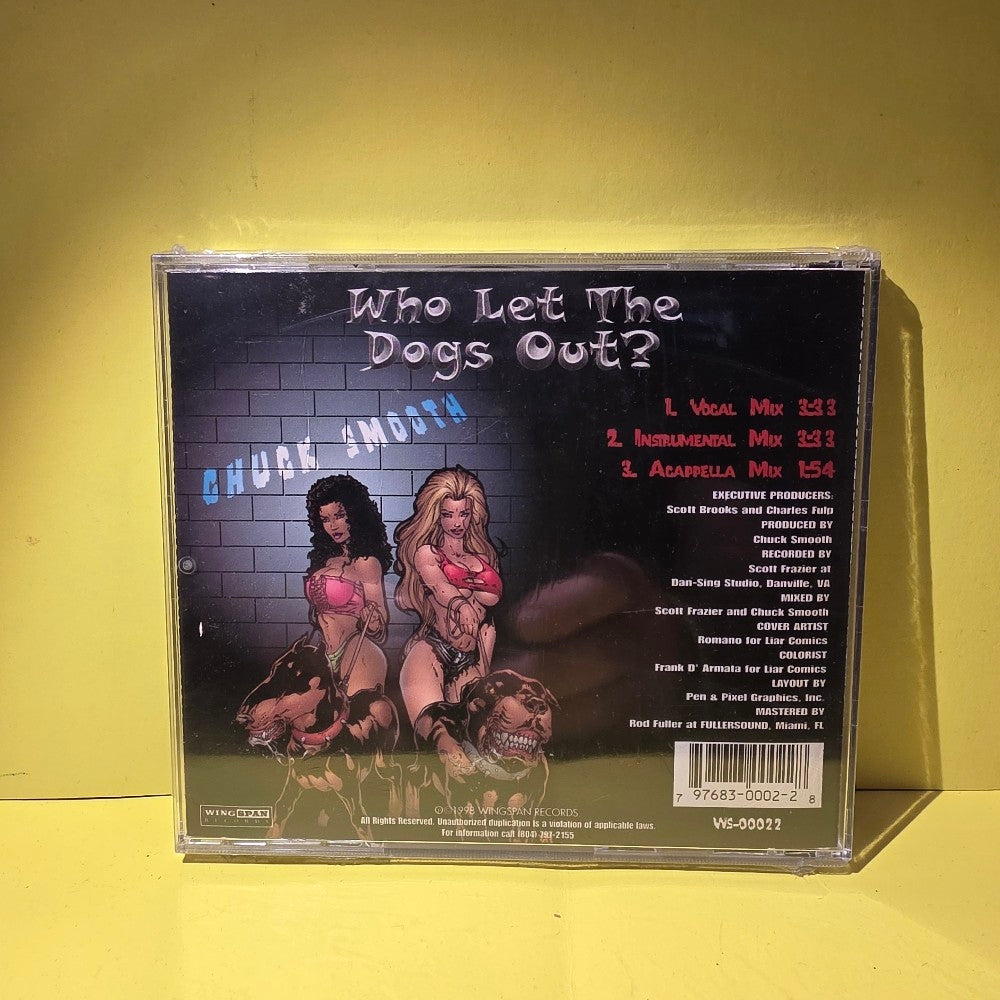 Who Let The
Dogs Out?
CHUCK SMOOTH
1. Vocal Mix 3:33
2. Instrumental Mix 3:33
3. Acappella Mix 1:54
EXECUTIVE PRODUCERS:
Scott Brooks and Charles Fulp
PRODUCED BY
Chuck Smooth
RECORDED BY
Scott Frazier at
Dan-Sing Studio, Danville, VA
MIXED BY
Scott Frazier and Chuck Smooth
COVER ARTIST
Romano for Liar Comics
COLORIST
Frank D' Armata for Liar Comics
LAYOUT BY
Pen & Pixel Graphics, Inc.
MASTERED BY
Rod Fuller at FULLERSOUND, Miami, FL
7 97683-0002-2 8
WS-00022
WINGSPAN
RECORDS
℗ © 1998 WINGSPAN RECORDS
All Rights Reserved. Unauthorized duplication is a violation of applicable laws.
For information call (804) 797-2155